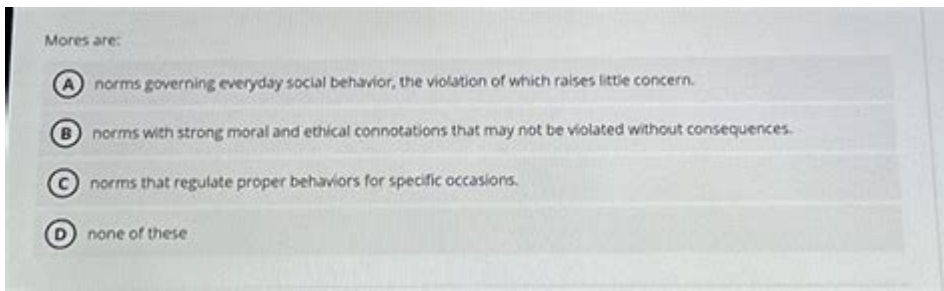 Mores are:
A norms governing everyday social behavior, the violation of which raises little concern.
B norms with strong moral and ethical connotations that may not be violated without consequences.
C norms that regulate proper behaviors for specific occasions.
D none of these